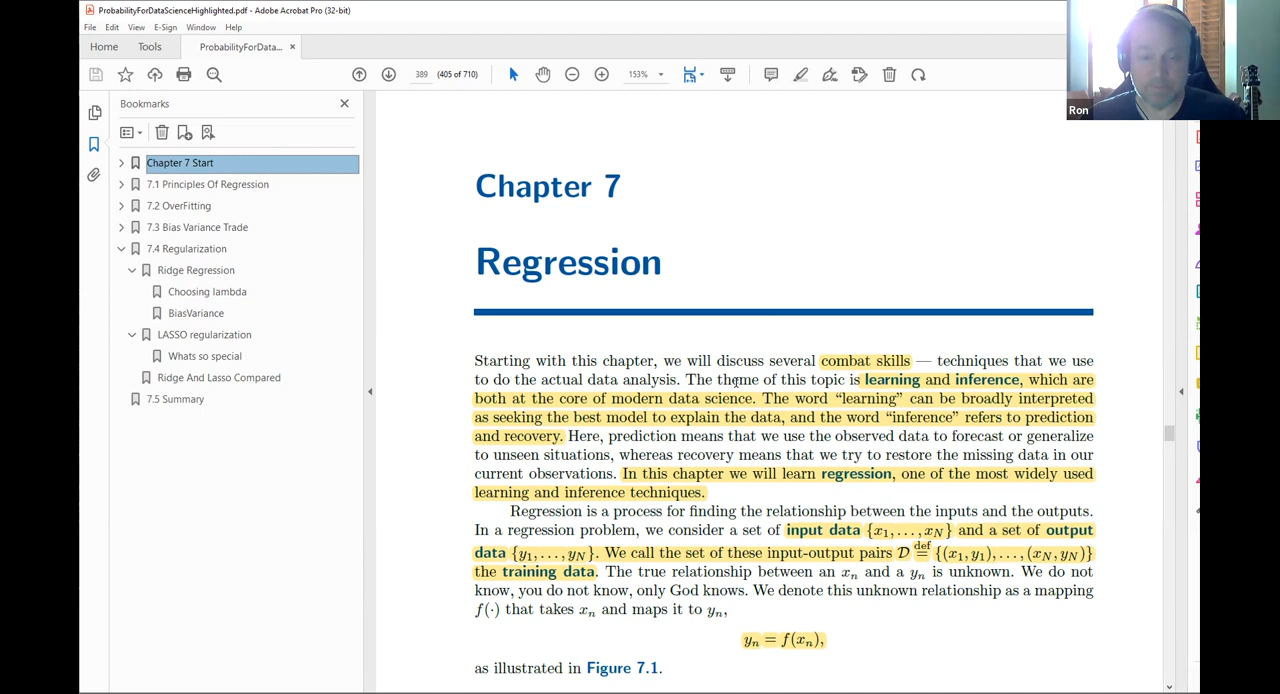 ProbabilityForDataScienceHighlighted.pdf - Adobe Acrobat Pro (32-bit)
File Edit View E-Sign Window Help
Home Tools ProbabilityForData... ×
389 (405 of 710) 153%
Ron
Bookmarks
Chapter 7 Start
7.1 Principles Of Regression
7.2 OverFitting
7.3 Bias Variance Trade
7.4 Regularization
Ridge Regression
Choosing lambda
BiasVariance
LASSO regularization
Whats so special
Ridge And Lasso Compared
7.5 Summary
Chapter 7
Regression
Starting with this chapter, we will discuss several combat skills — techniques that we use
to do the actual data analysis. The theme of this topic is learning and inference, which are
both at the core of modern data science. The word “learning” can be broadly interpreted
as seeking the best model to explain the data, and the word “inference” refers to prediction
and recovery. Here, prediction means that we use the observed data to forecast or generalize
to unseen situations, whereas recovery means that we try to restore the missing data in our
current observations. In this chapter we will learn regression, one of the most widely used
learning and inference techniques.
Regression is a process for finding the relationship between the inputs and the outputs.
In a regression problem, we consider a set of input data {x₁,...,x_N} and a set of output
data {y₁,...,y_N}. We call the set of these input-output pairs 𝒟 def= {(x₁,y₁),...,(x_N,y_N)}
the training data. The true relationship between an xₙ and a yₙ is unknown. We do not
know, you do not know, only God knows. We denote this unknown relationship as a mapping
f(·) that takes xₙ and maps it to yₙ,
yₙ = f(xₙ),
as illustrated in Figure 7.1.